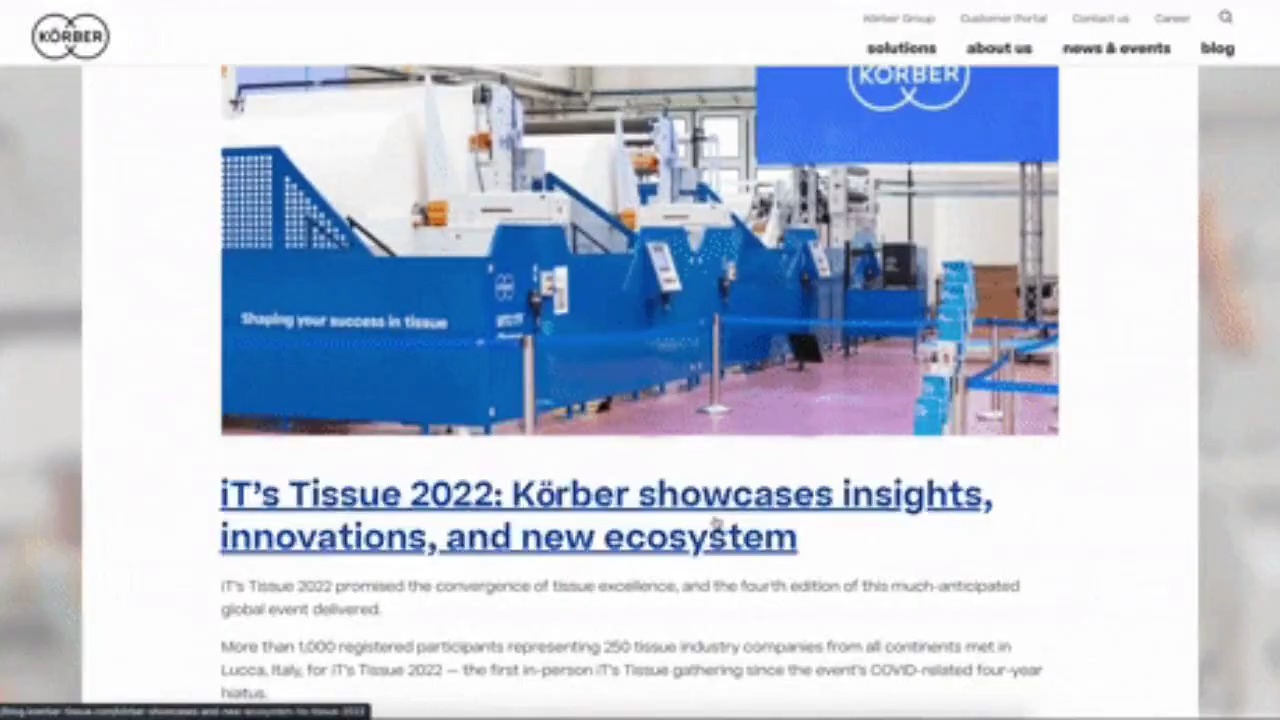 KÖRBER
Körber Group Customer Portal Contact us Career
solutions about us news & events blog
KÖRBER
Shaping your success in tissue
iT's Tissue 2022: Körber showcases insights,
innovations, and new ecosystem
iT's Tissue 2022 promised the convergence of tissue excellence, and the fourth edition of this much-anticipated
global event delivered.
More than 1,000 registered participants representing 250 tissue industry companies from all continents met in
Lucca, Italy, for iT's Tissue 2022 — the first in-person iT's Tissue gathering since the event's COVID-related four-year
hiatus.